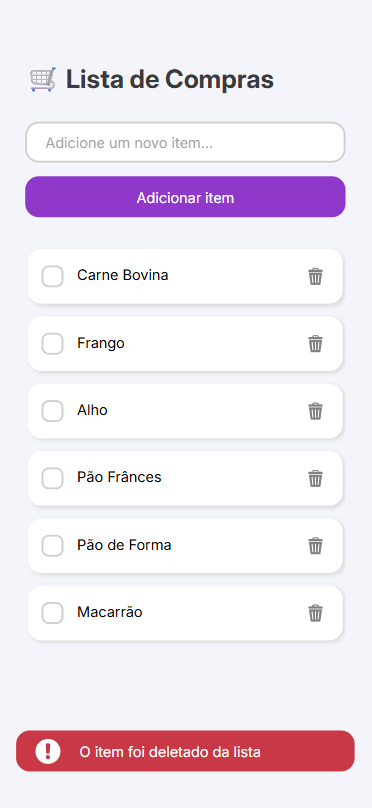 Lista de Compras
Adicione um novo item...
Adicionar item
Carne Bovina
Frango
Alho
Pão Frânces
Pão de Forma
Macarrão
O item foi deletado da lista